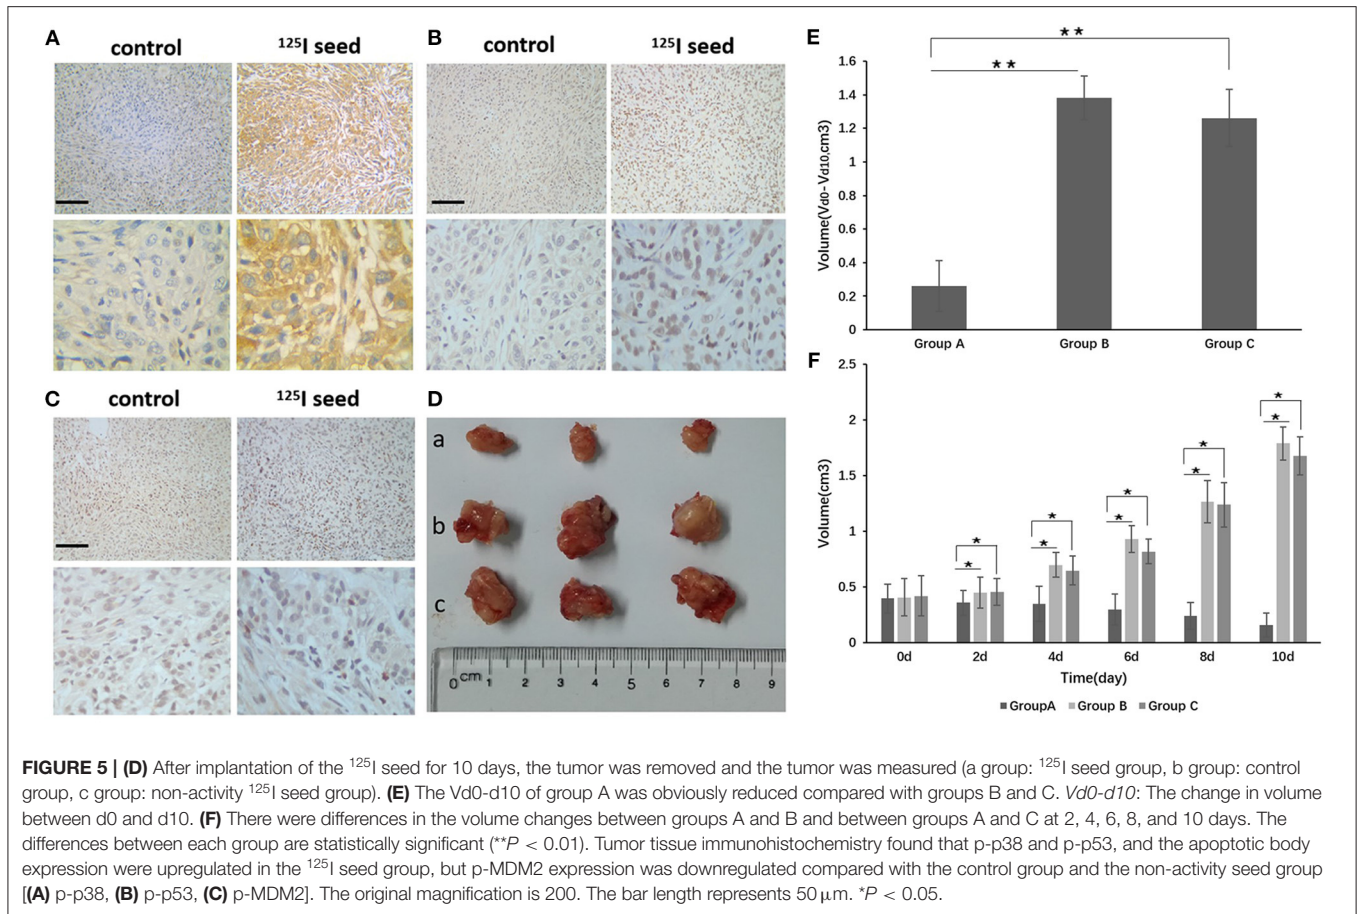 A
control
¹²⁵I seed
B
control
¹²⁵I seed
C
control
¹²⁵I seed
D
a
b
c
0 cm 1 2 3 4 5 6 7 8 9
E
**
**
Volume(Vd0-Vd10,cm3)
1.6
1.4
1.2
1
0.8
0.6
0.4
0.2
0
Group A Group B Group C
F
Volume(cm3)
2.5
2
1.5
1
0.5
0
* *
* *
* *
* *
* *
0d 2d 4d 6d 8d 10d
Time(day)
GroupA Group B Group C
FIGURE 5 | (D) After implantation of the ¹²⁵I seed for 10 days, the tumor was removed and the tumor was measured (a group: ¹²⁵I seed group, b group: control
group, c group: non-activity ¹²⁵I seed group). (E) The Vd0-d10 of group A was obviously reduced compared with groups B and C. Vd0-d10: The change in volume
between d0 and d10. (F) There were differences in the volume changes between groups A and B and between groups A and C at 2, 4, 6, 8, and 10 days. The
differences between each group are statistically significant (**P < 0.01). Tumor tissue immunohistochemistry found that p-p38 and p-p53, and the apoptotic body
expression were upregulated in the ¹²⁵I seed group, but p-MDM2 expression was downregulated compared with the control group and the non-activity seed group
[(A) p-p38, (B) p-p53, (C) p-MDM2]. The original magnification is 200. The bar length represents 50 μm. *P < 0.05.